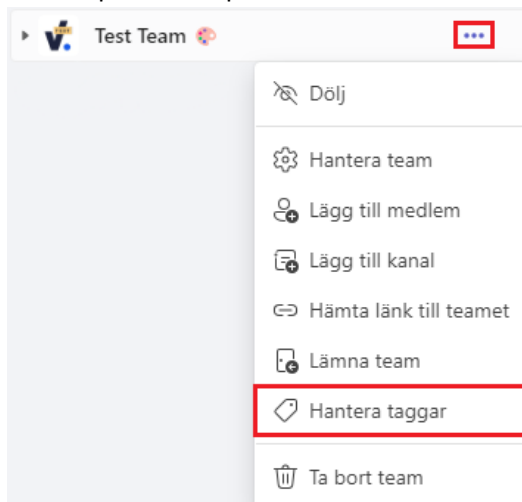 Test Team
Dölj
Hantera team
Lägg till medlem
Lägg till kanal
Hämta länk till teamet
Lämna team
Hantera taggar
Ta bort team